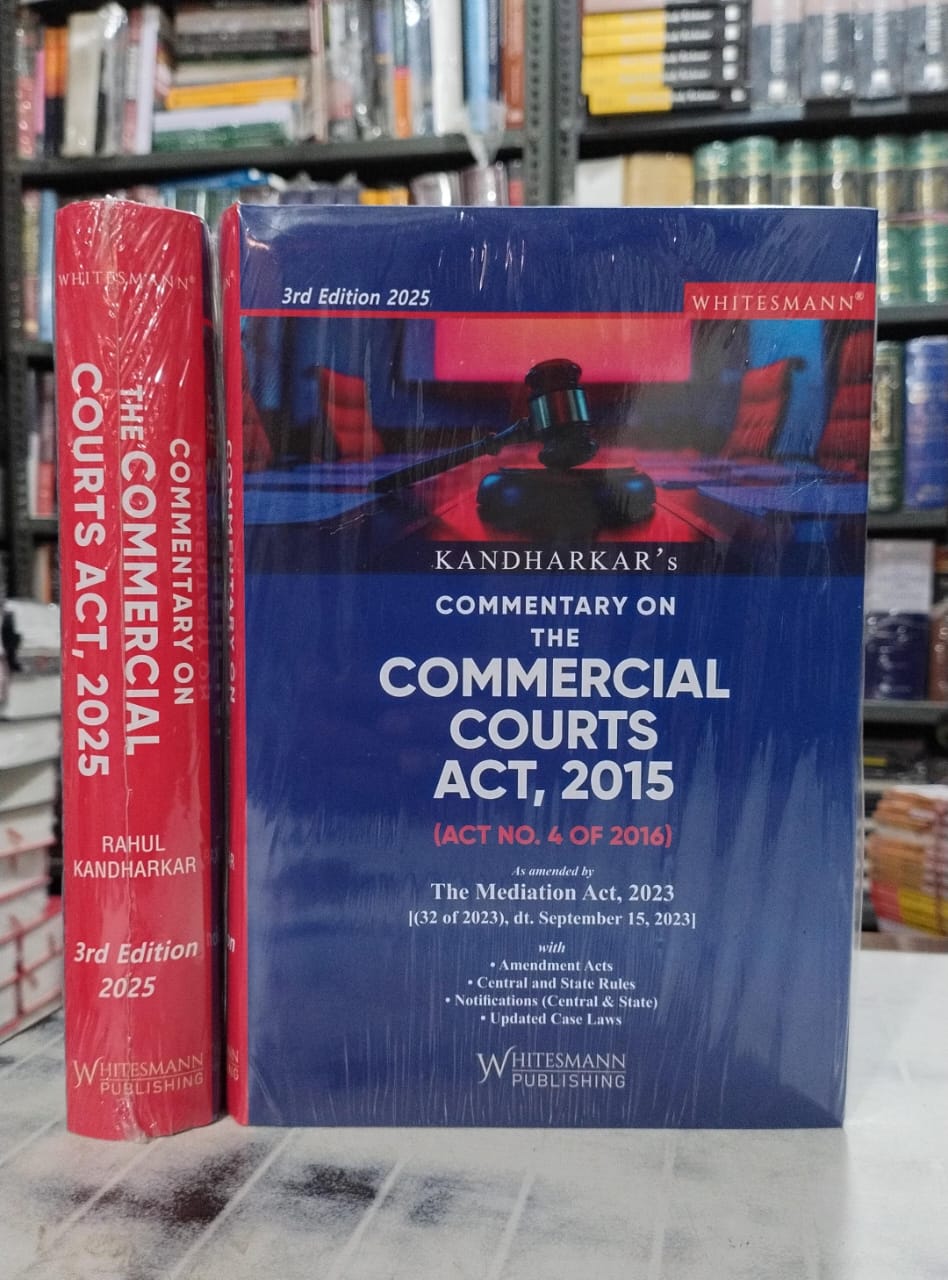 WHITESMANN®
COMMENTARY ON
THE COMMERCIAL
COURTS ACT, 2025
RAHUL
KANDHARKAR
3rd Edition
2025
WHITESMANN
PUBLISHING
COMMENTARY ON
3rd Edition 2025
WHITESMANN®
KANDHARKAR's
COMMENTARY ON
THE
COMMERCIAL
COURTS
ACT, 2015
(ACT NO. 4 OF 2016)
As amended by
The Mediation Act, 2023
[(32 of 2023), dt. September 15, 2023]
with
• Amendment Acts
• Central and State Rules
• Notifications (Central & State)
• Updated Case Laws
WHITESMANN
PUBLISHING